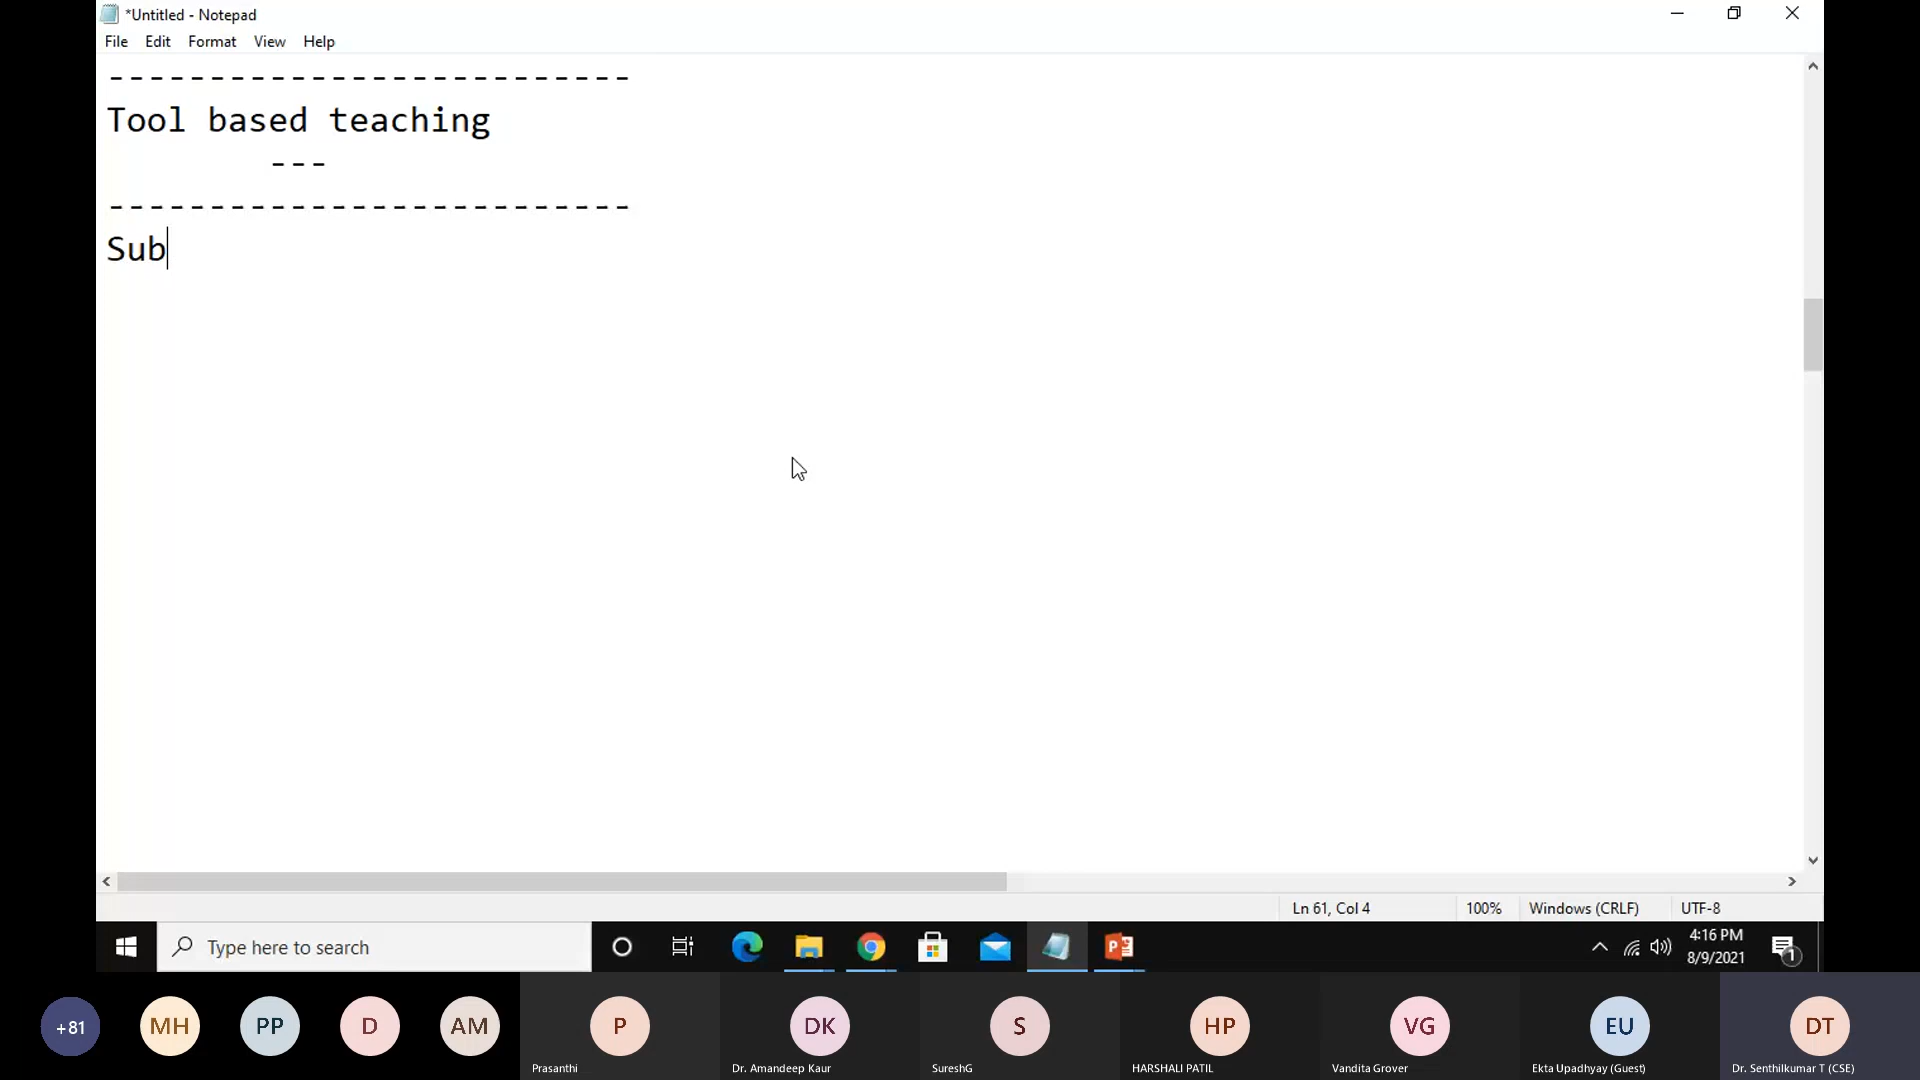 *Untitled - Notepad
File Edit Format View Help
--------------------------
Tool based teaching
---
--------------------------
Sub
Ln 61, Col 4 100% Windows (CRLF) UTF-8
Type here to search
4:16 PM
8/9/2021
1
+81 MH PP D AM P DK S HP VG EU DT
Prasanthi Dr. Amandeep Kaur SureshG HARSHALI PATIL Vandita Grover Ekta Upadhyay (Guest) Dr. Senthilkumar T (CSE)